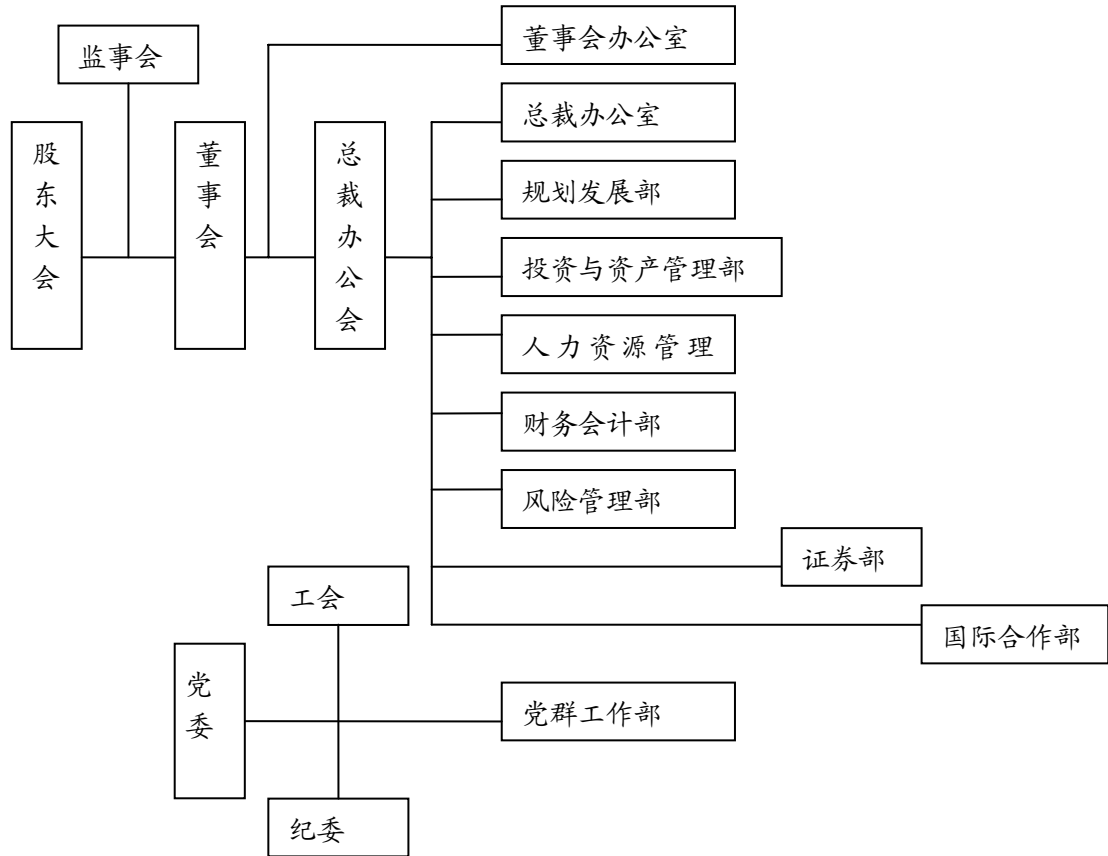 监事会
董事会办公室
总裁办公室
股东大会
董事会
总裁办公会
规划发展部
投资与资产管理部
人力资源管理
财务会计部
风险管理部
证券部
工会
国际合作部
党委
党群工作部
纪委